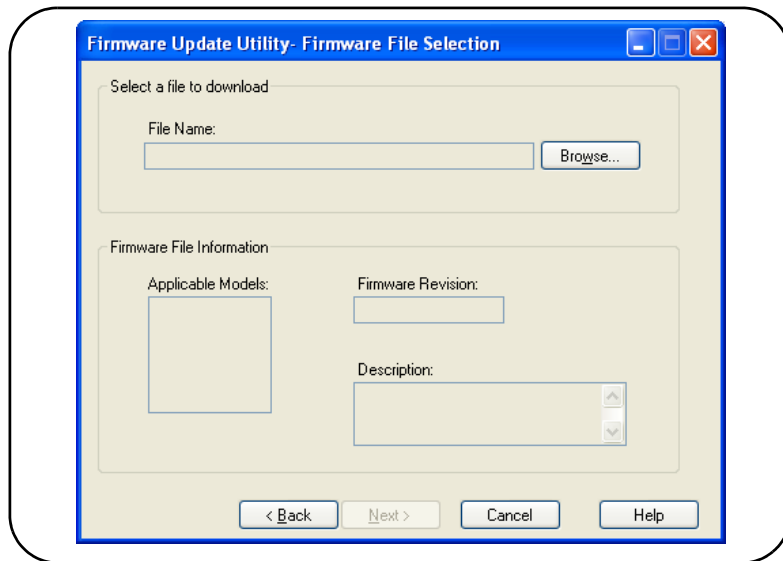 Firmware Update Utility- Firmware File Selection
Select a file to download
File Name:
Browse...
Firmware File Information
Applicable Models:
Firmware Revision:
Description:
< Back
Next >
Cancel
Help